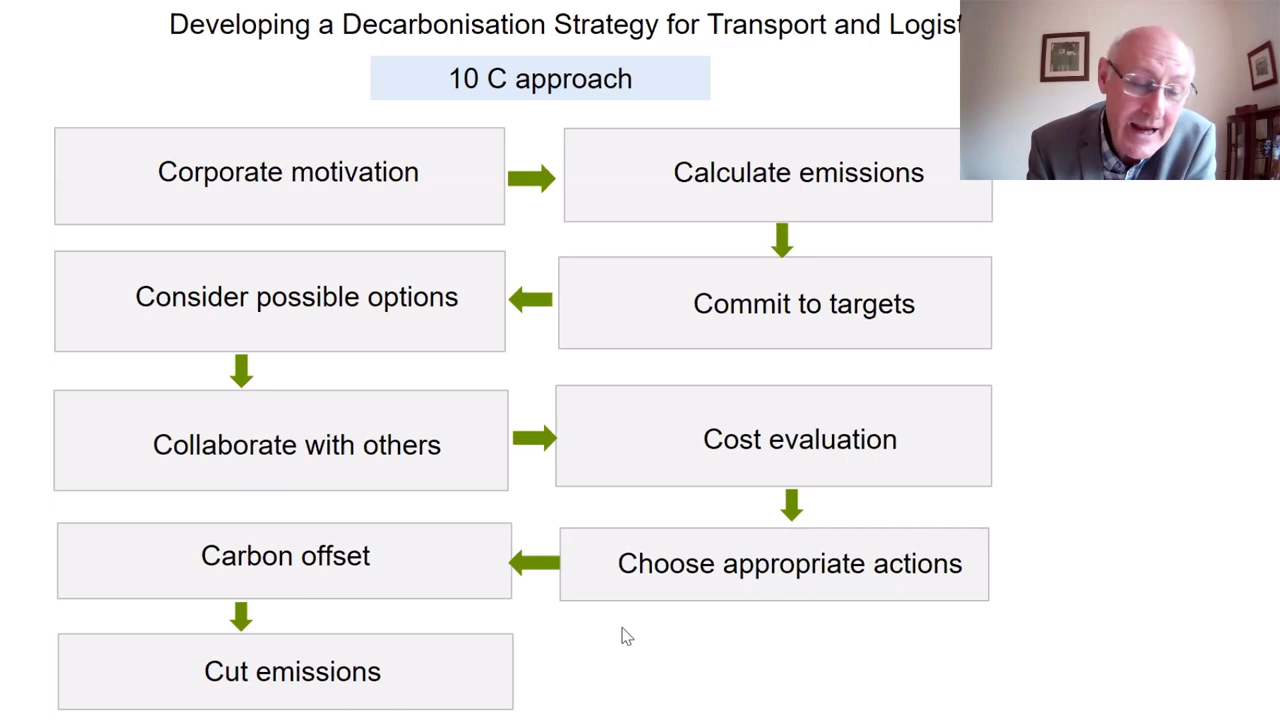 Developing a Decarbonisation Strategy for Transport and Logist
10 C approach
Corporate motivation
Calculate emissions
Commit to targets
Consider possible options
Collaborate with others
Cost evaluation
Choose appropriate actions
Carbon offset
Cut emissions